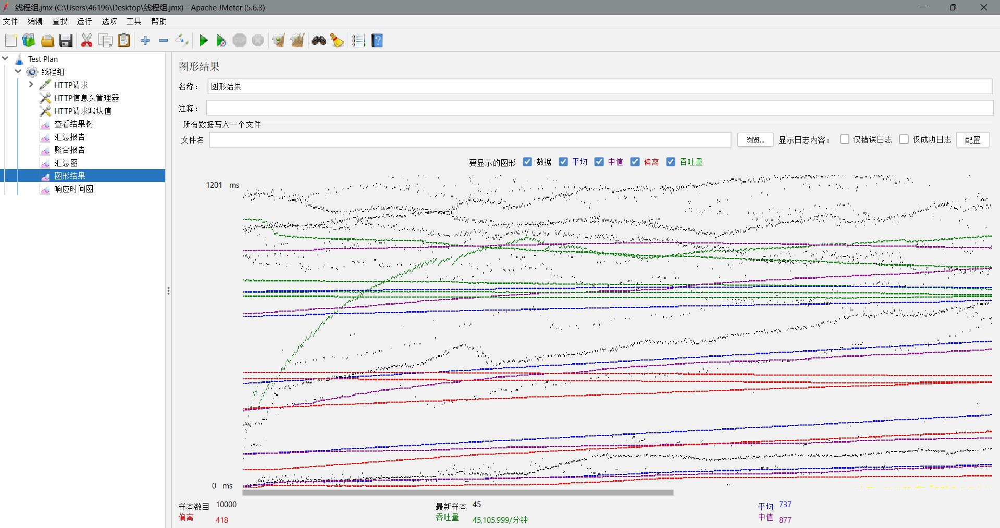 线程组.jmx (C:\Users\46196\Desktop\线程组.jmx) - Apache JMeter (5.6.3)
文件 编辑 查找 运行 选项 工具 帮助
STOP
Test Plan
线程组
HTTP请求
HTTP信息头管理器
HTTP请求默认值
查看结果树
汇总报告
聚合报告
汇总图
图形结果
响应时间图
图形结果
名称： 图形结果
注释：
所有数据写入一个文件
文件名 浏览... 显示日志内容： 仅错误日志 仅成功日志 配置
要显示的图形 数据 平均 中值 偏离 吞吐量
1201 ms
0 ms
样本数目 10000 最新样本 45 平均 737
偏离 418 吞吐量 45,105.999/分钟 中值 877